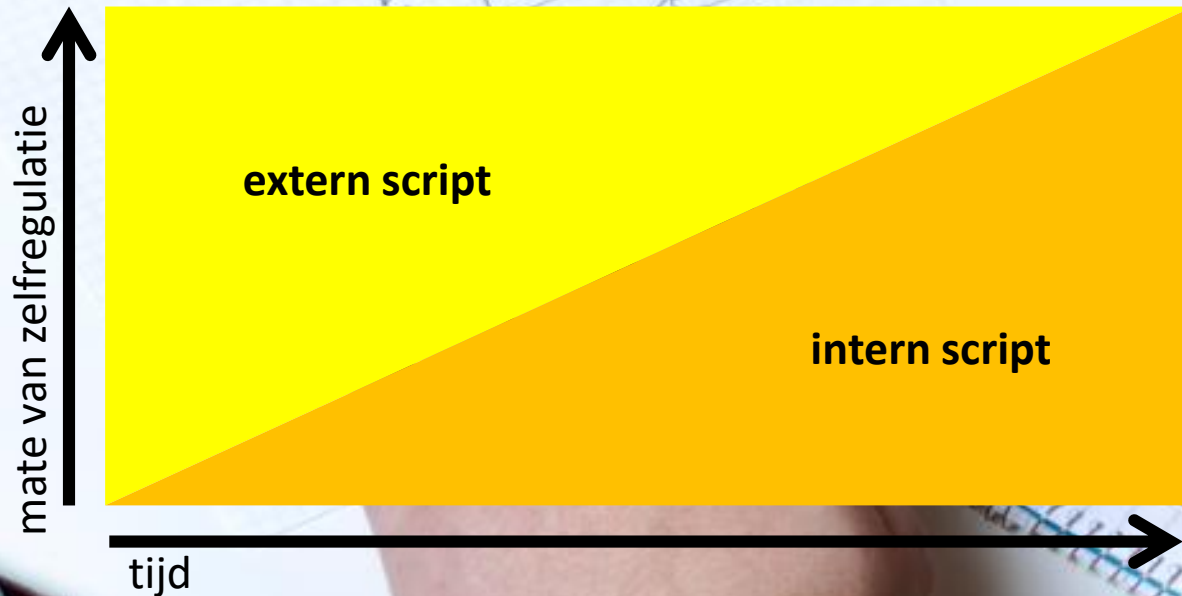 mate van zelfregulatie
extern script
intern script
tijd